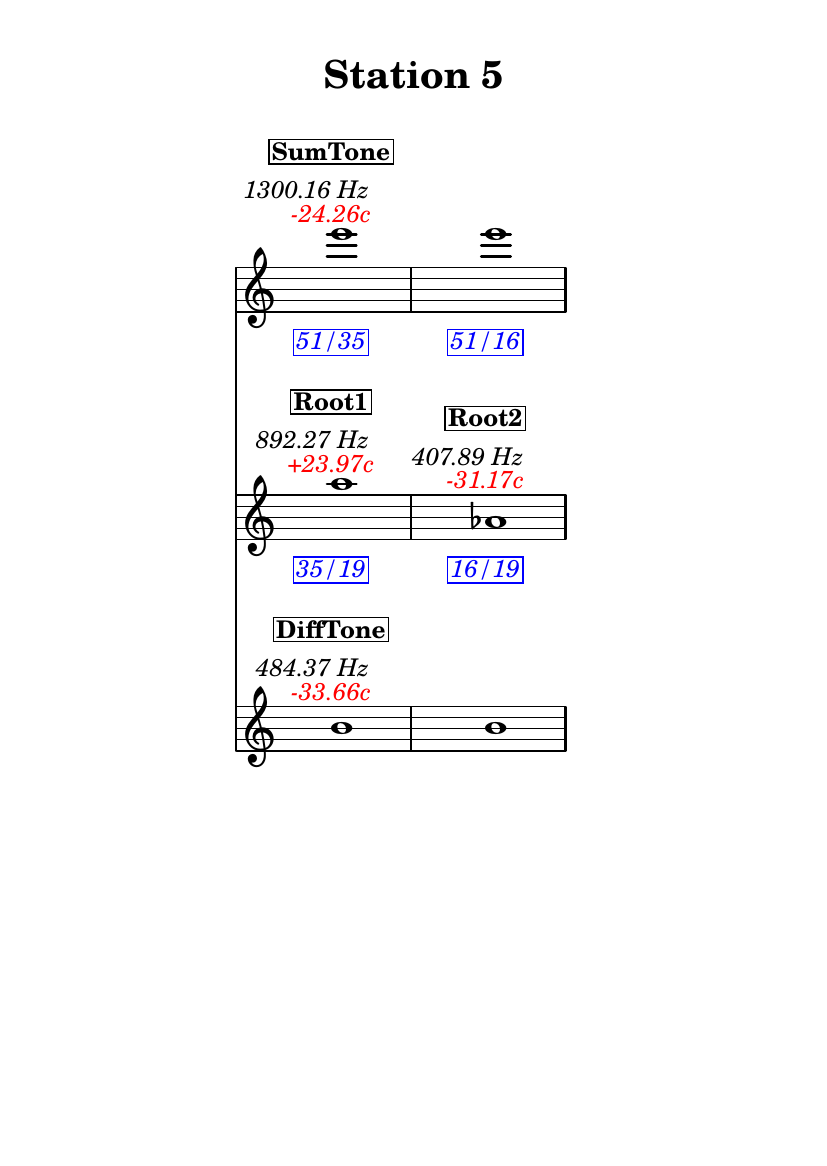 Station 5
SumTone
1300.16 Hz
-24.26c
51/35 51/16
Root1 Root2
892.27 Hz 407.89 Hz
+23.97c -31.17c
35/19 16/19
DiffTone
484.37 Hz
-33.66c